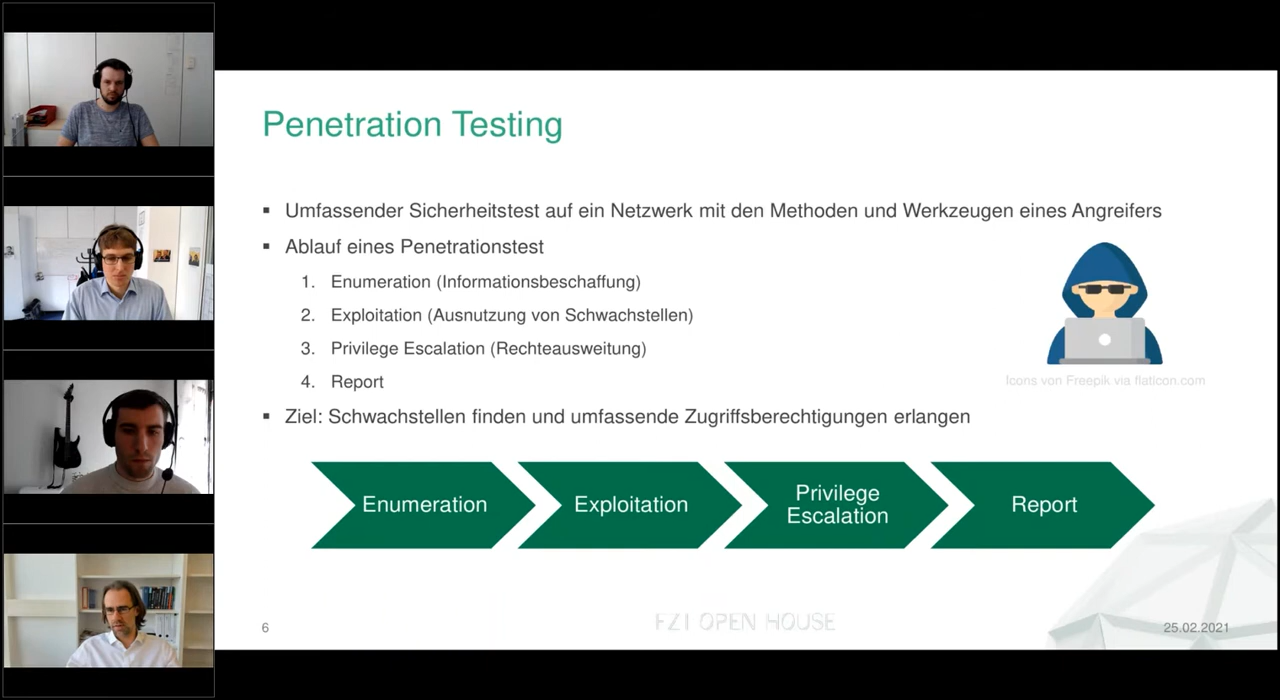 Penetration Testing
Umfassender Sicherheitstest auf ein Netzwerk mit den Methoden und Werkzeugen eines Angreifers
Ablauf eines Penetrationstest
1. Enumeration (Informationsbeschaffung)
2. Exploitation (Ausnutzung von Schwachstellen)
3. Privilege Escalation (Rechteausweitung)
4. Report
Icons von Freepik via flaticon.com
Ziel: Schwachstellen finden und umfassende Zugriffsberechtigungen erlangen
Enumeration
Exploitation
Privilege
Escalation
Report
6
FZI OPEN HOUSE
25.02.2021